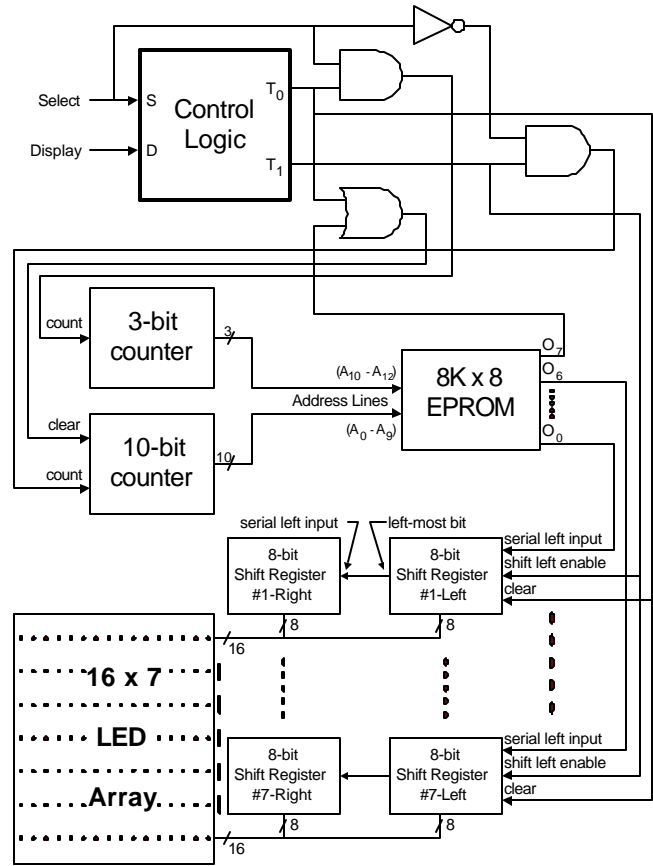 Select
S
Control
Logic
T0
Display
D
T1
count
3-bit
counter
3
clear
10-bit
counter
count
10
(A10 - A12)
Address Lines
(A0 - A9)
8K x 8
EPROM
O7
O6
O0
serial left input
left-most bit
8-bit
Shift Register
#1-Right
8-bit
Shift Register
#1-Left
serial left input
shift left enable
clear
8
8
16
16 x 7
LED
Array
8-bit
Shift Register
#7-Right
8-bit
Shift Register
#7-Left
serial left input
shift left enable
clear
8
8
16